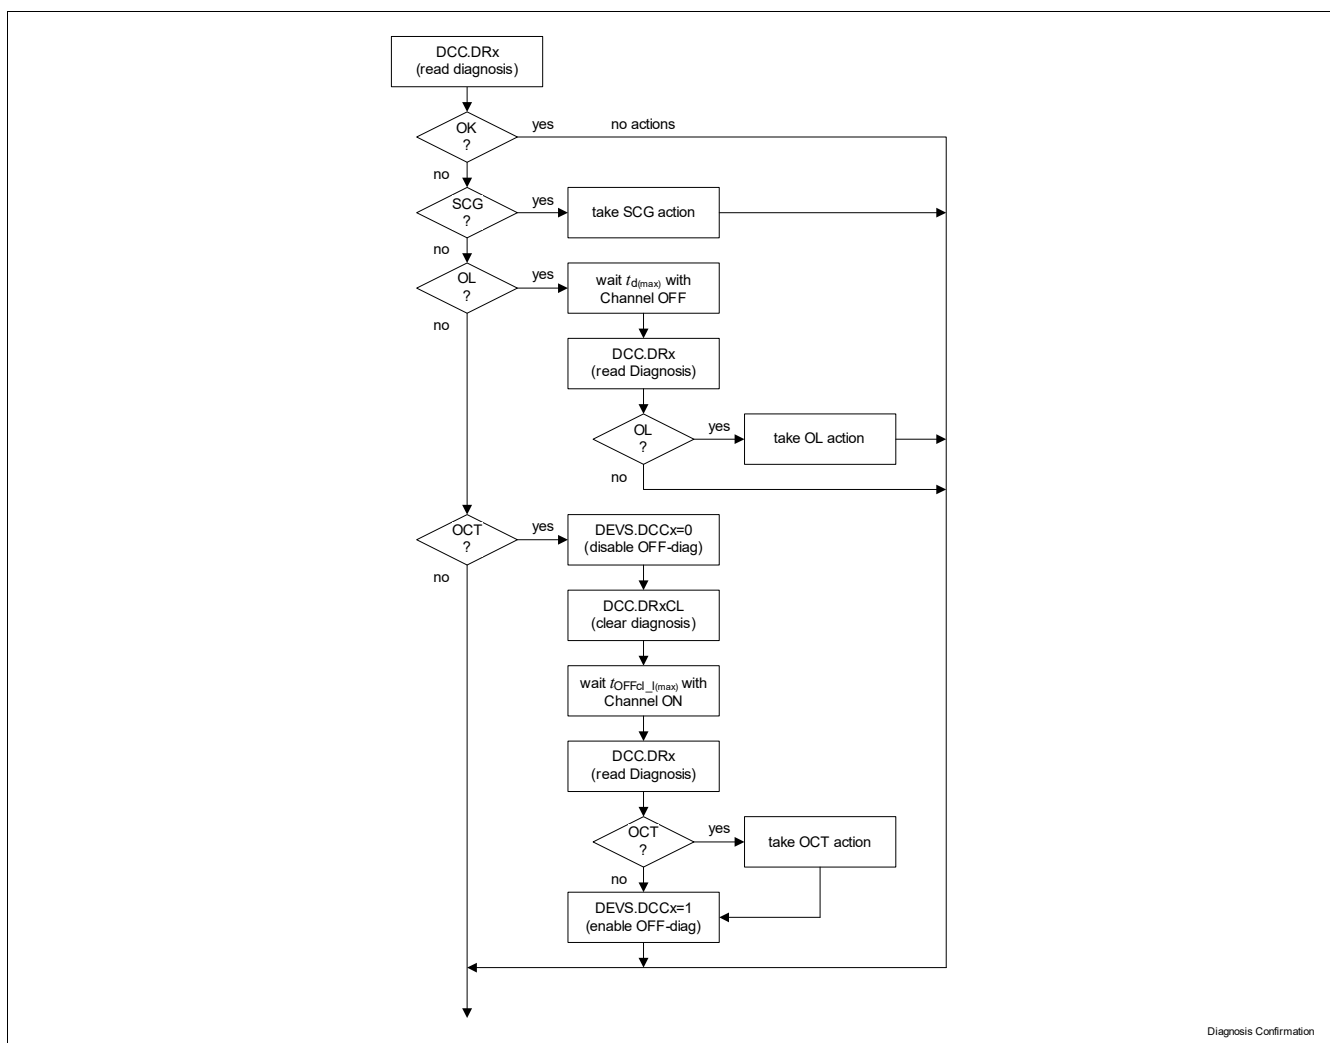 DCC.DRx
(read diagnosis)
OK
?
yes
no actions
no
SCG
?
yes
take SCG action
no
OL
?
yes
wait td(max) with
Channel OFF
no
DCC.DRx
(read Diagnosis)
OL
?
yes
take OL action
no
OCT
?
yes
DEVS.DCCx=0
(disable OFF-diag)
no
DCC.DRxCL
(clear diagnosis)
wait tOFFcl_l(max) with
Channel ON
DCC.DRx
(read Diagnosis)
OCT
?
yes
take OCT action
no
DEVS.DCCx=1
(enable OFF-diag)
Diagnosis Confirmation